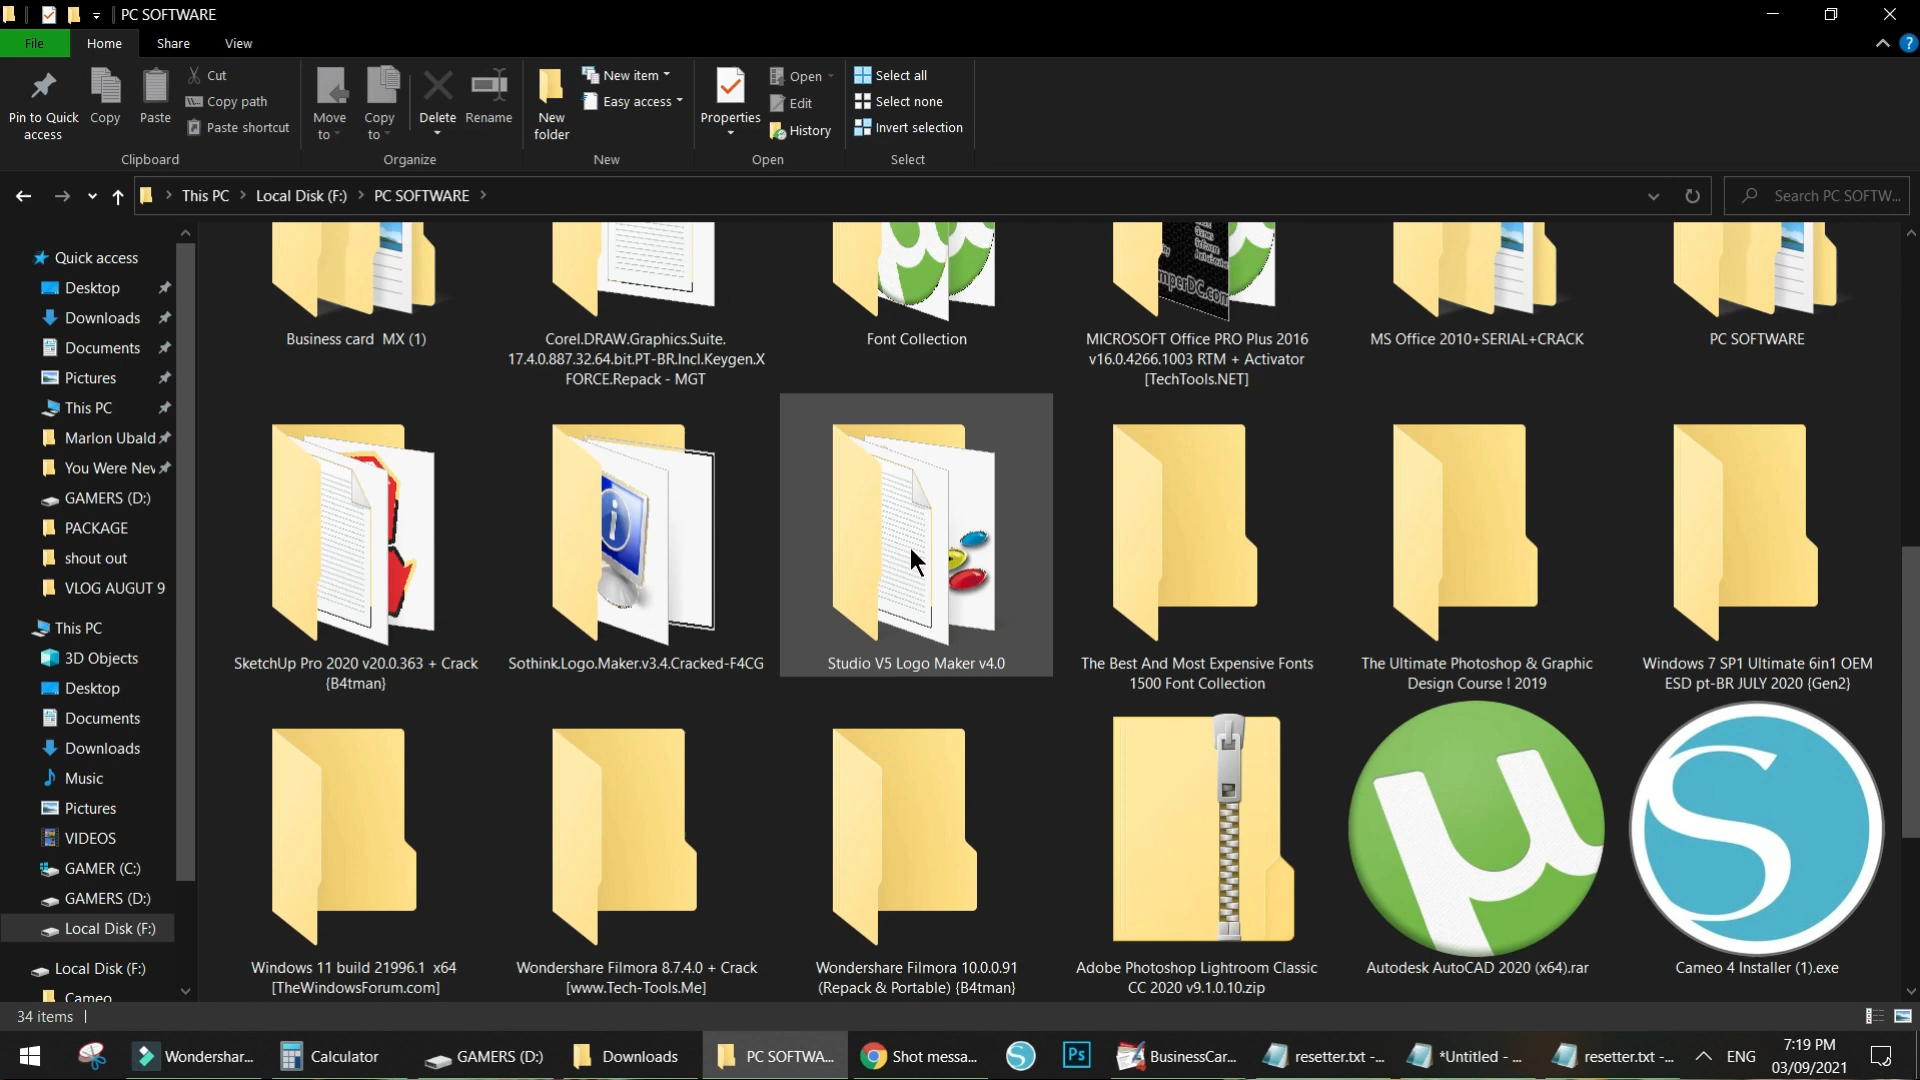 PC SOFTWARE
File
Home
Share
View
Pin to Quick
access
Copy
Paste
Cut
Copy path
Paste shortcut
Clipboard
Move
to
Copy
to
Delete
Rename
Organize
New
folder
New item
Easy access
New
Properties
Open
Edit
History
Open
Select all
Select none
Invert selection
Select
This PC
Local Disk (F:)
PC SOFTWARE
Search PC SOFTW...
Quick access
Desktop
Downloads
Documents
Pictures
This PC
Marlon Ubald
You Were Nev
GAMERS (D:)
PACKAGE
shout out
VLOG AUGUT 9
This PC
3D Objects
Desktop
Documents
Downloads
Music
Pictures
VIDEOS
GAMER (C:)
GAMERS (D:)
Local Disk (F:)
Local Disk (F:)
Cameo
Business card MX (1)
Corel.DRAW.Graphics.Suite.
17.4.0.887.32.64.bit.PT-BR.Incl.Keygen.X
FORCE.Repack - MGT
Font Collection
mperDC.com
MICROSOFT Office PRO Plus 2016
v16.0.4266.1003 RTM + Activator
[TechTools.NET]
MS Office 2010+SERIAL+CRACK
PC SOFTWARE
SketchUp Pro 2020 v20.0.363 + Crack
{B4tman}
Sothink.Logo.Maker.v3.4.Cracked-F4CG
Studio V5 Logo Maker v4.0
The Best And Most Expensive Fonts
1500 Font Collection
The Ultimate Photoshop & Graphic
Design Course ! 2019
Windows 7 SP1 Ultimate 6in1 OEM
ESD pt-BR JULY 2020 {Gen2}
Windows 11 build 21996.1 x64
[TheWindowsForum.com]
Wondershare Filmora 8.7.4.0 + Crack
[www.Tech-Tools.Me]
Wondershare Filmora 10.0.0.91
(Repack & Portable) {B4tman}
Adobe Photoshop Lightroom Classic
CC 2020 v9.1.0.10.zip
Autodesk AutoCAD 2020 (x64).rar
Cameo 4 Installer (1).exe
34 items
Wondershar...
Calculator
GAMERS (D:)
Downloads
PC SOFTWA...
Shot messa...
Ps
BusinessCar...
resetter.txt -...
*Untitled - ...
resetter.txt -...
ENG
7:19 PM
03/09/2021